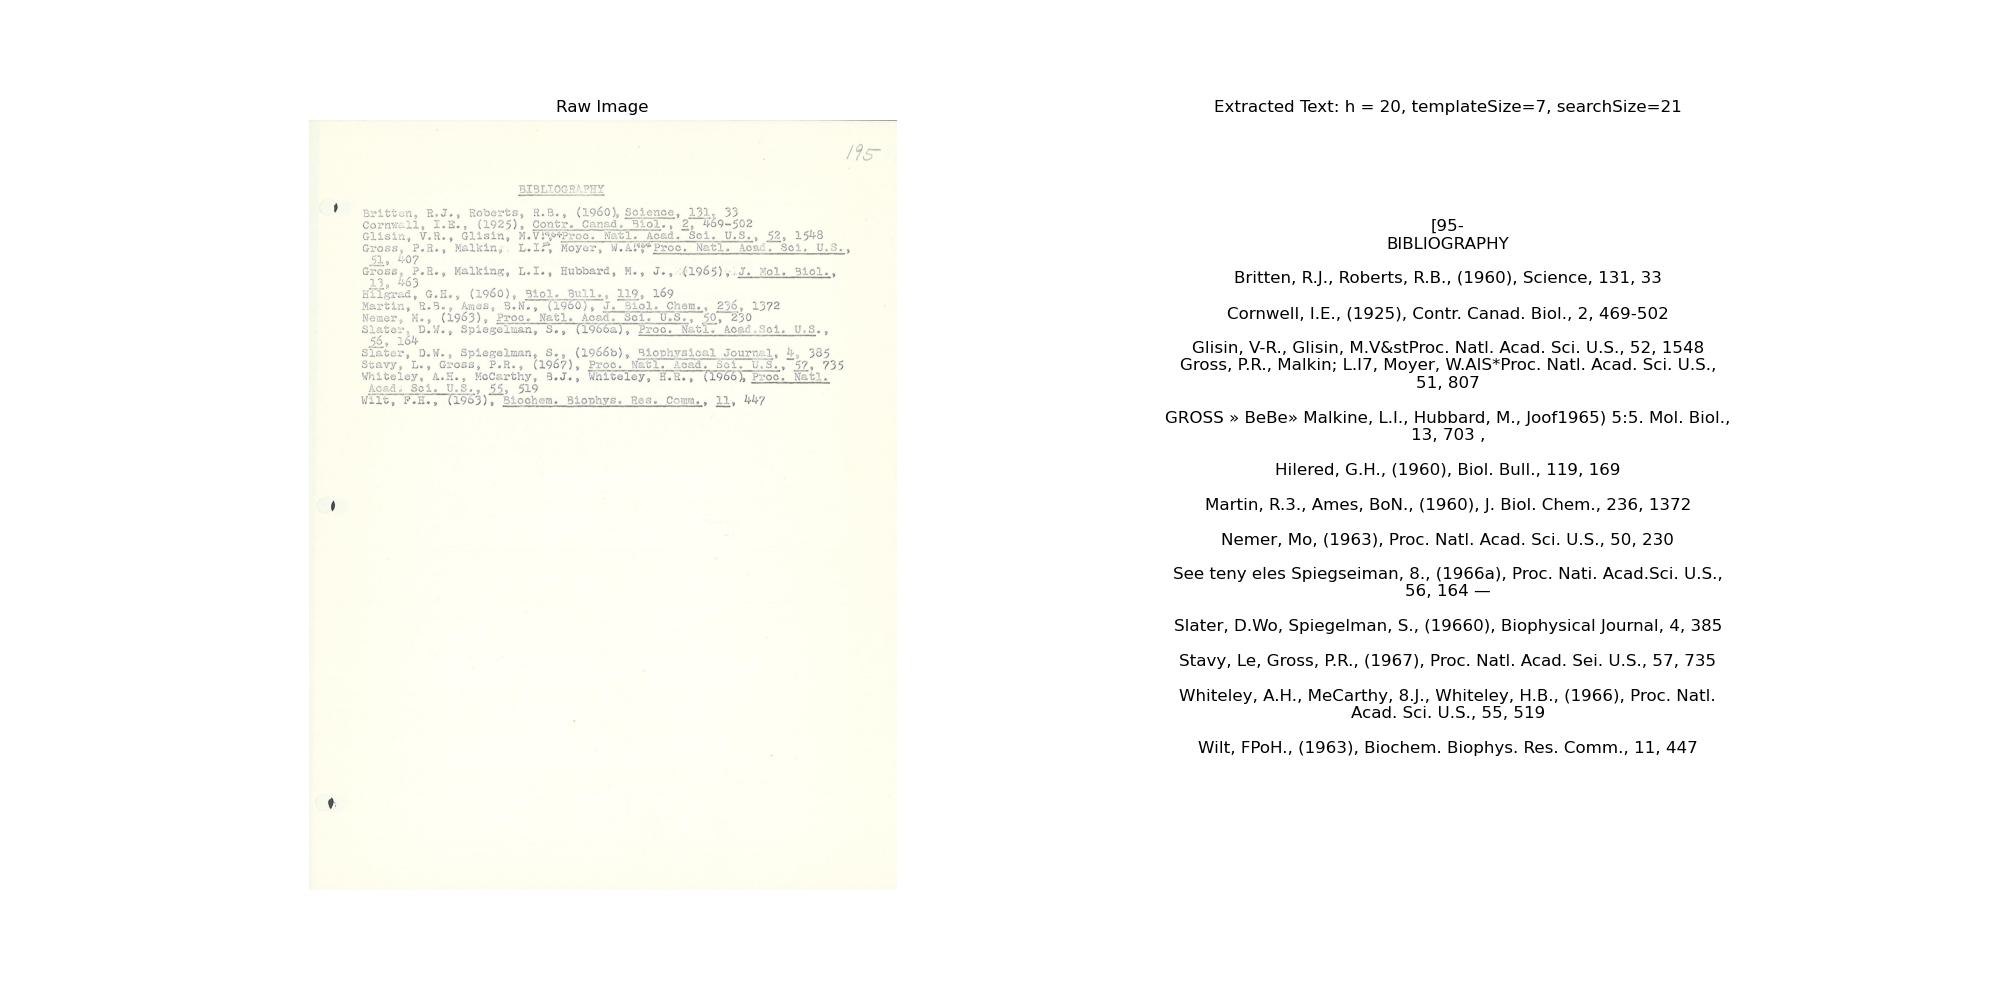 Raw Image
195
BIBLIOGRAPHY
Britten, R.J., Roberts, R.B., (1960), Science, 131, 33
Cornwall, I.E., (1925), Contr. Canad. Biol., 2, 469-502
Glisin, V.R., Glisin, M.V. Proc. Natl. Acad. Sci. U.S., 52, 1548
Gross, P.R., Malkin, L.I., Moyer, W.A. Proc. Natl. Acad. Sci. U.S.,
51, 407
Gross, P.R., Malking, L.I., Hubbard, M., J., (1965), J. Mol. Biol.,
13, 463
Hilgrad, G.H., (1960), Biol. Bull., 119, 169
Martin, R.B., Ames, B.N., (1960), J. Biol. Chem., 236, 1372
Nemer, M., (1963), Proc. Natl. Acad. Sci. U.S., 50, 230
Slater, D.W., Spiegelman, S., (1966a), Proc. Natl. Acad.Sci. U.S.,
56, 164
Slater, D.W., Spiegelman, S., (1966b), Biophysical Journal, 4, 385
Stavy, L., Gross, P.R., (1967), Proc. Natl. Acad. Sci. U.S., 57, 735
Whiteley, A.H., McCarthy, B.J., Whiteley, H.R., (1966), Proc. Natl.
Acad. Sci. U.S., 55, 519
Wilt, F.H., (1963), Biochem. Biophys. Res. Comm., 11, 447
Extracted Text: h = 20, templateSize=7, searchSize=21
[95-
BIBLIOGRAPHY
Britten, R.J., Roberts, R.B., (1960), Science, 131, 33
Cornwell, I.E., (1925), Contr. Canad. Biol., 2, 469-502
Glisin, V-R., Glisin, M.V&stProc. Natl. Acad. Sci. U.S., 52, 1548
Gross, P.R., Malkin; L.I7, Moyer, W.AIS*Proc. Natl. Acad. Sci. U.S.,
51, 807
GROSS » BeBe» Malkine, L.I., Hubbard, M., Joof1965) 5:5. Mol. Biol.,
13, 703 ,
Hilered, G.H., (1960), Biol. Bull., 119, 169
Martin, R.3., Ames, BoN., (1960), J. Biol. Chem., 236, 1372
Nemer, Mo, (1963), Proc. Natl. Acad. Sci. U.S., 50, 230
See teny eles Spiegseiman, 8., (1966a), Proc. Nati. Acad.Sci. U.S.,
56, 164 —
Slater, D.Wo, Spiegelman, S., (19660), Biophysical Journal, 4, 385
Stavy, Le, Gross, P.R., (1967), Proc. Natl. Acad. Sei. U.S., 57, 735
Whiteley, A.H., MeCarthy, 8.J., Whiteley, H.B., (1966), Proc. Natl.
Acad. Sci. U.S., 55, 519
Wilt, FPoH., (1963), Biochem. Biophys. Res. Comm., 11, 447